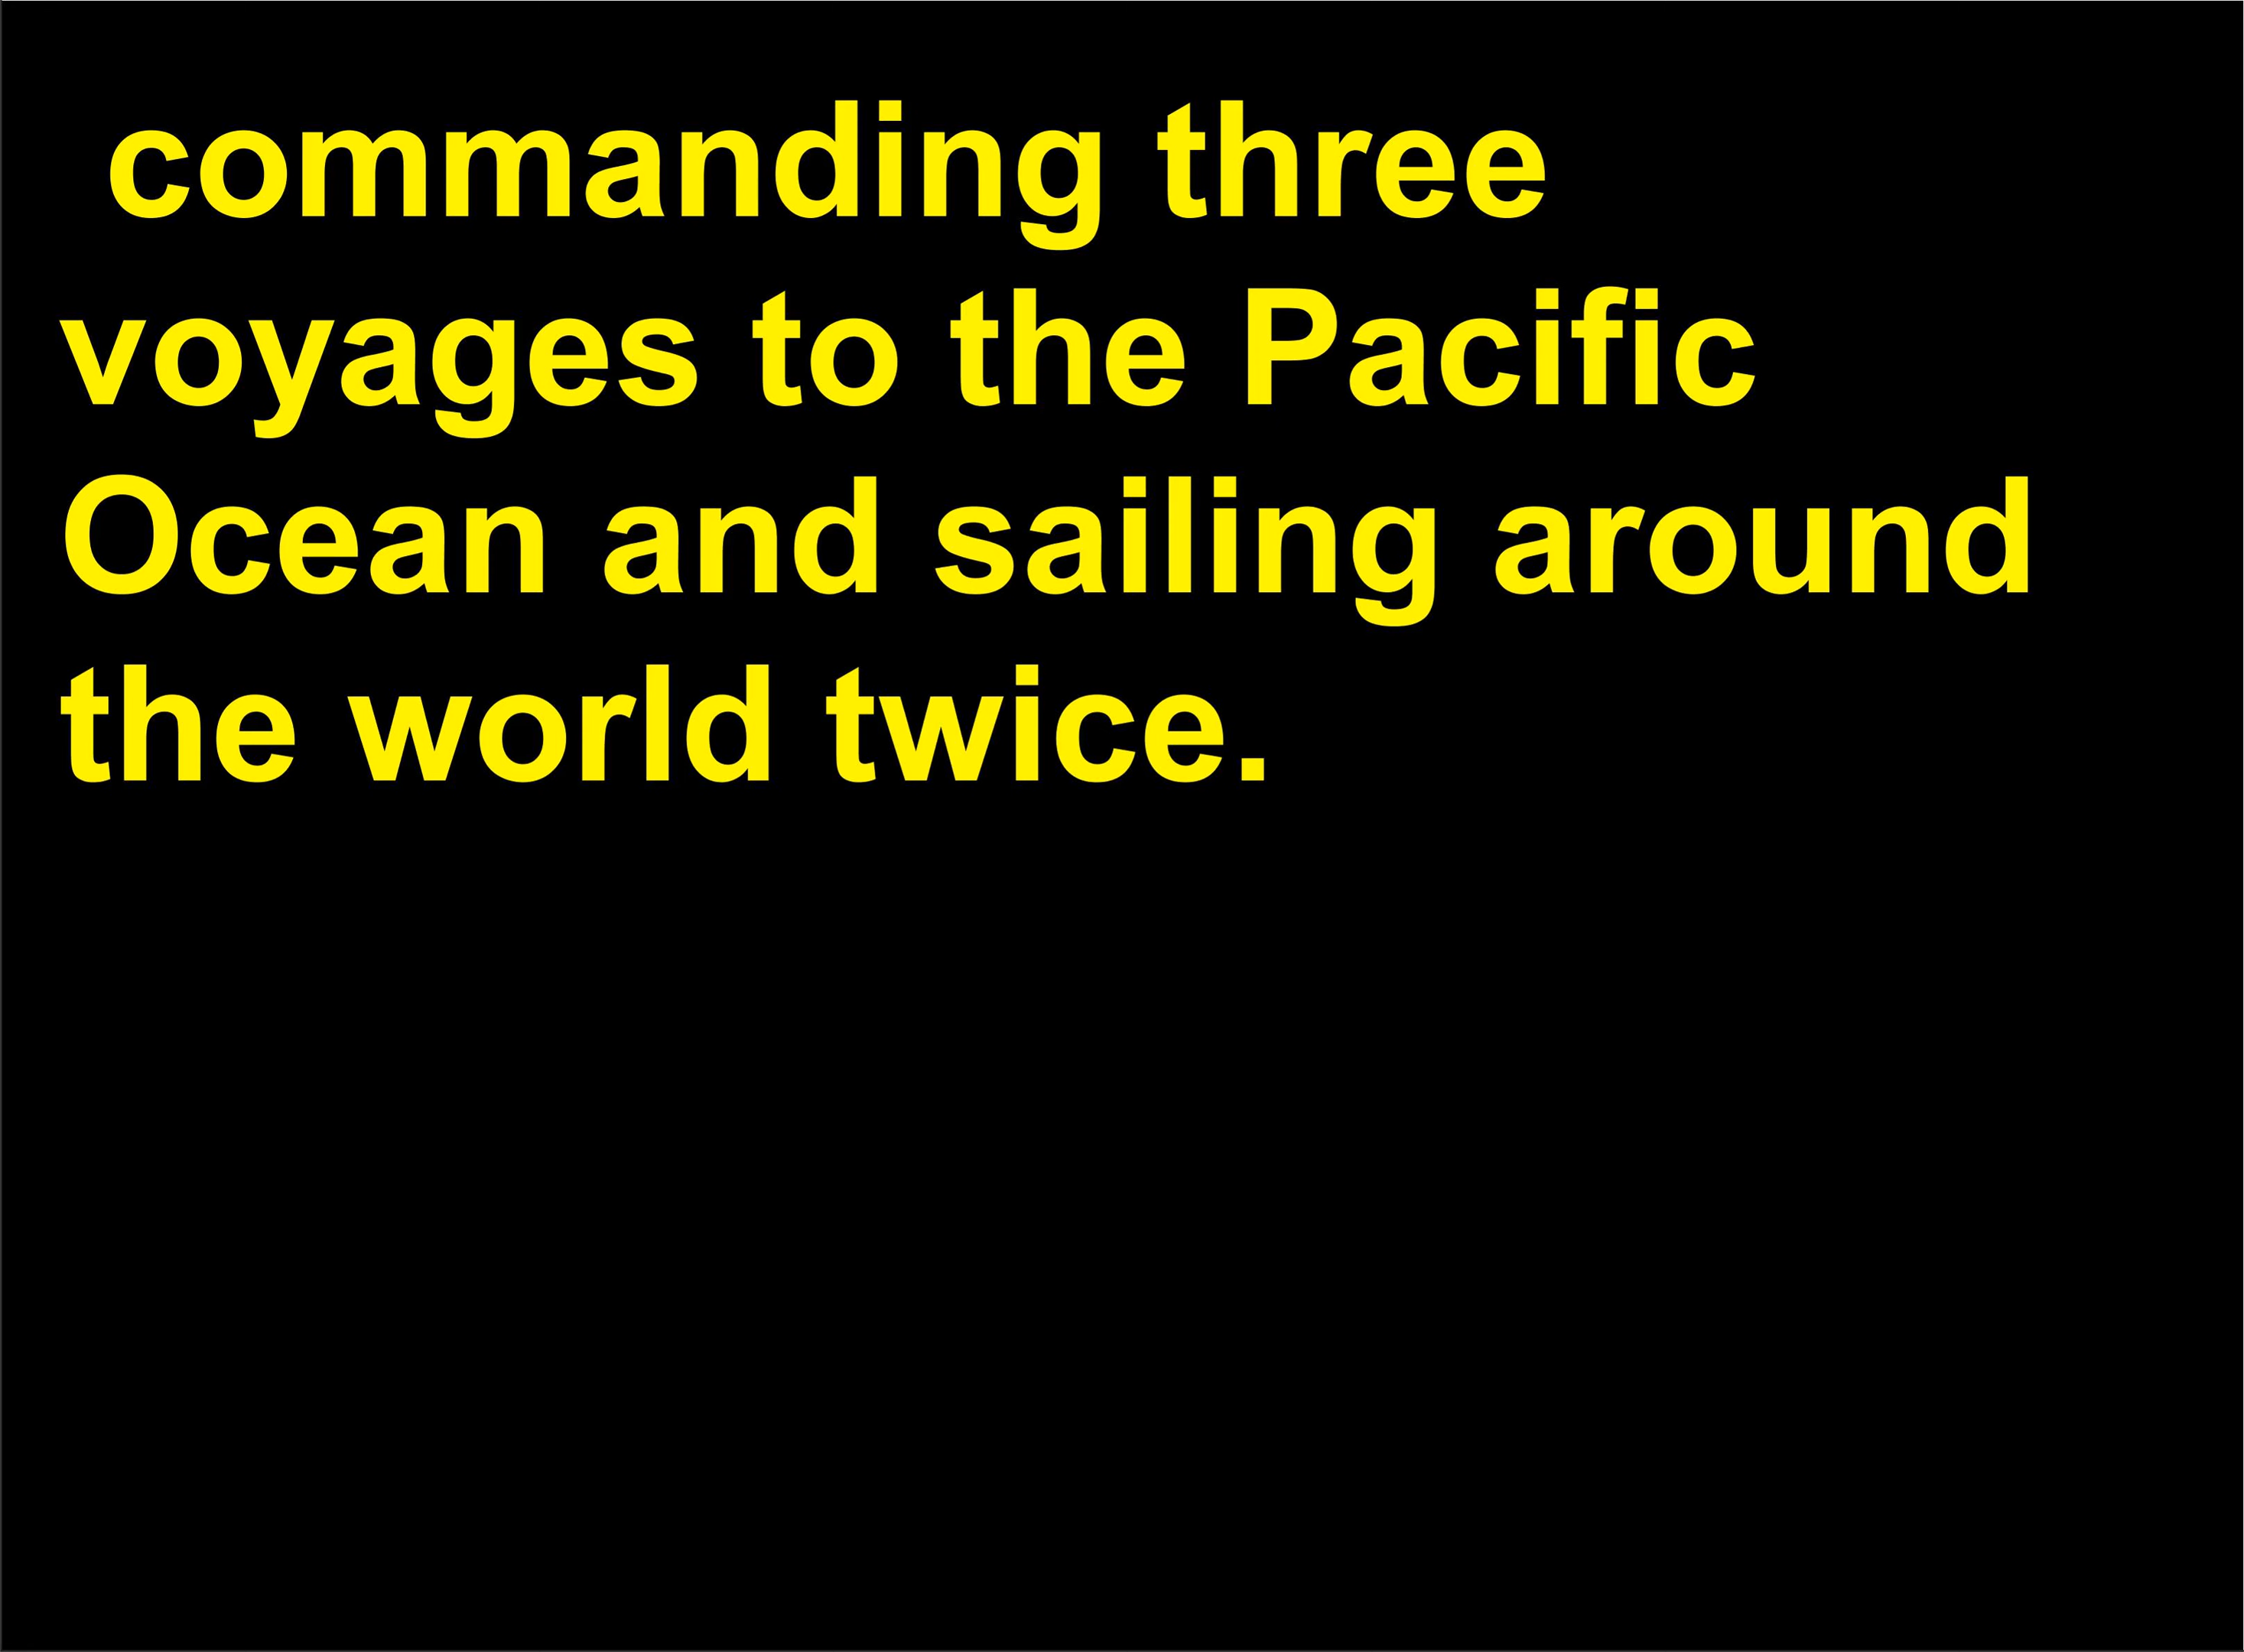 commanding three
voyages to the Pacific
Ocean and sailing around
the world twice.